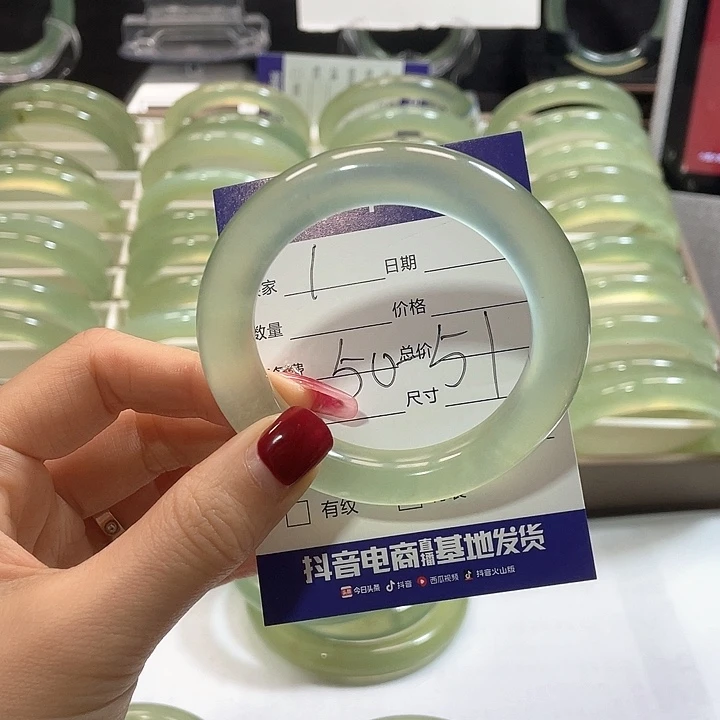 家 1 日期
数量 价格
50 总价 51
尺寸
有纹
抖音电商直播基地发货
今日头条 抖音 西瓜视频 抖音火山版